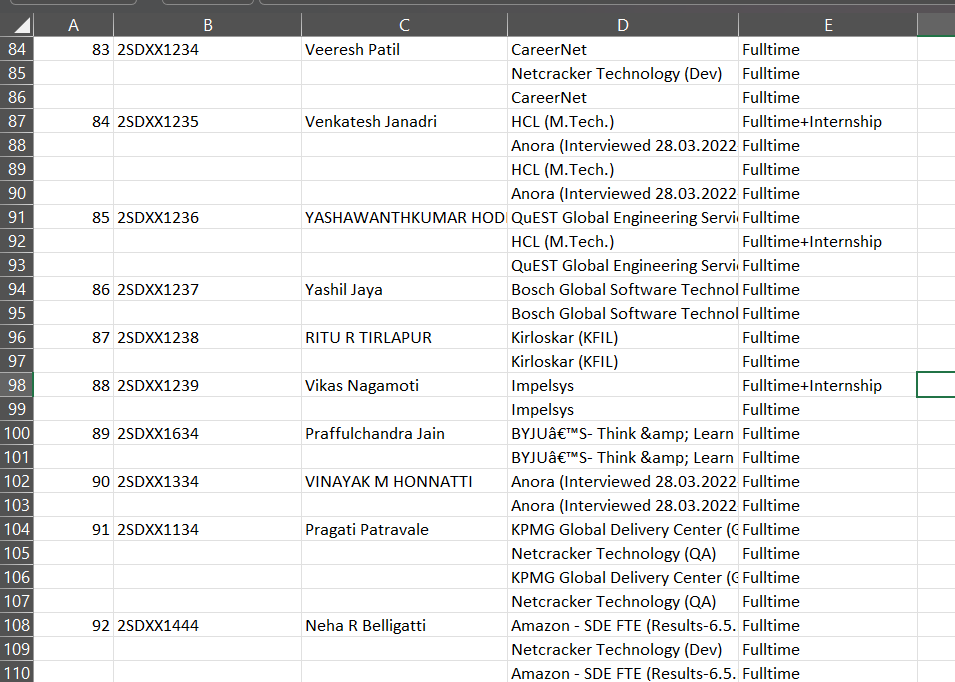 A B C D E
84 83 2SDXX1234 Veeresh Patil CareerNet Fulltime
85 Netcracker Technology (Dev) Fulltime
86 CareerNet Fulltime
87 84 2SDXX1235 Venkatesh Janadri HCL (M.Tech.) Fulltime+Internship
88 Anora (Interviewed 28.03.2022 Fulltime
89 HCL (M.Tech.) Fulltime
90 Anora (Interviewed 28.03.2022 Fulltime
91 85 2SDXX1236 YASHAWANTHKUMAR HOD QuEST Global Engineering Servi Fulltime
92 HCL (M.Tech.) Fulltime+Internship
93 QuEST Global Engineering Servi Fulltime
94 86 2SDXX1237 Yashil Jaya Bosch Global Software Technol Fulltime
95 Bosch Global Software Technol Fulltime
96 87 2SDXX1238 RITU R TIRLAPUR Kirloskar (KFIL) Fulltime
97 Kirloskar (KFIL) Fulltime
98 88 2SDXX1239 Vikas Nagamoti Impelsys Fulltime+Internship
99 Impelsys Fulltime
100 89 2SDXX1634 Praffulchandra Jain BYJUâ€™S- Think &amp; Learn Fulltime
101 BYJUâ€™S- Think &amp; Learn Fulltime
102 90 2SDXX1334 VINAYAK M HONNATTI Anora (Interviewed 28.03.2022 Fulltime
103 Anora (Interviewed 28.03.2022 Fulltime
104 91 2SDXX1134 Pragati Patravale KPMG Global Delivery Center (G Fulltime
105 Netcracker Technology (QA) Fulltime
106 KPMG Global Delivery Center (G Fulltime
107 Netcracker Technology (QA) Fulltime
108 92 2SDXX1444 Neha R Belligatti Amazon - SDE FTE (Results-6.5. Fulltime
109 Netcracker Technology (Dev) Fulltime
110 Amazon - SDE FTE (Results-6.5. Fulltime